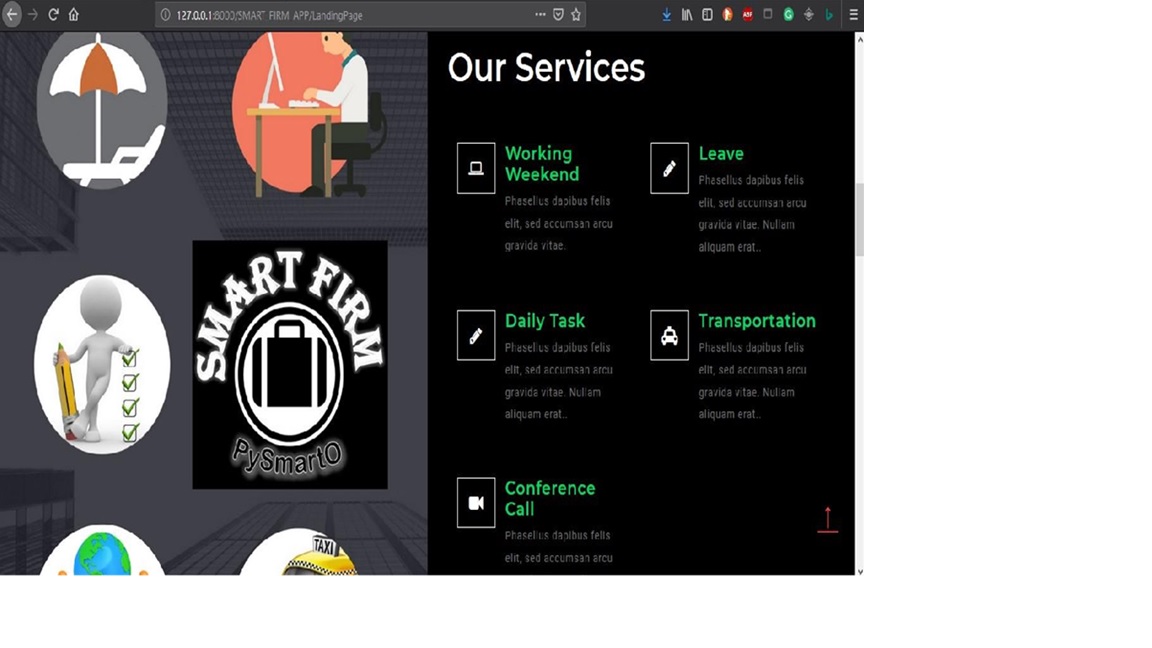 127.0.0.1:8000/SMART FIRM APP/LandingPage
Our Services
Working
Weekend
Phasellus dapibus felis
elit, sed accumsan arcu
gravida vitae.
Leave
Phasellus dapibus felis
elit, sed accumsan arcu
gravida vitae. Nullam
aliquam erat..
SMART FIRM
PySmartO
Daily Task
Phasellus dapibus felis
elit, sed accumsan arcu
gravida vitae. Nullam
aliquam erat..
Transportation
Phasellus dapibus felis
elit, sed accumsan arcu
gravida vitae. Nullam
aliquam erat..
Conference
Call
Phasellus dapibus felis
elit, sed accumsan arcu
TAXI